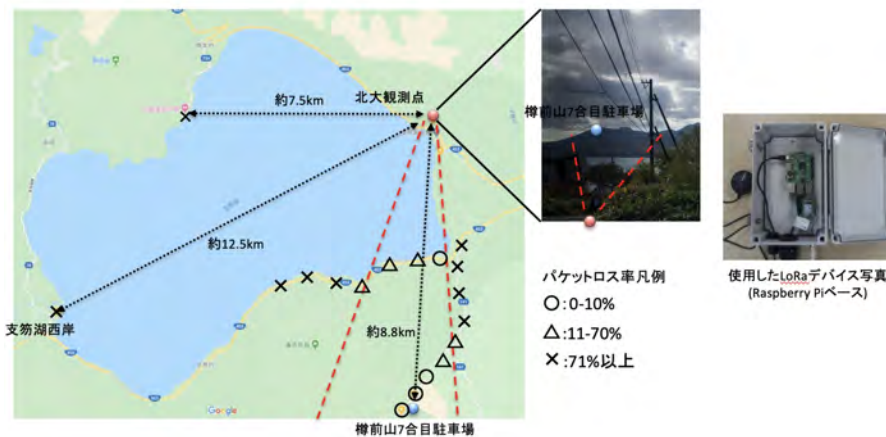 北大観測点
約7.5km
約12.5km
約8.8km
支笏湖西岸
樽前山7合目駐車場
Google
樽前山7合目駐車場
パケットロス率凡例
○:0-10%
△:11-70%
×:71%以上
使用したLoRaデバイス写真
(Raspberry Piベース)